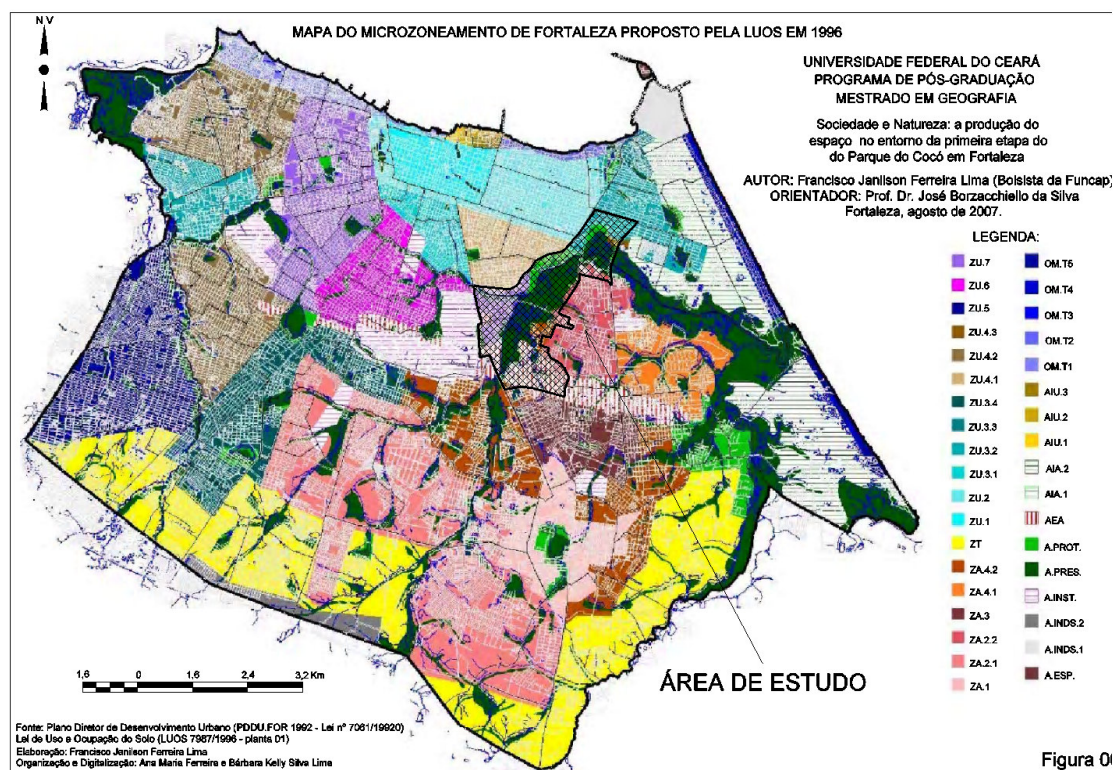 N V
MAPA DO MICROZONEAMENTO DE FORTALEZA PROPOSTO PELA LUOS EM 1996
UNIVERSIDADE FEDERAL DO CEARÁ
PROGRAMA DE PÓS-GRADUAÇÃO
MESTRADO EM GEOGRAFIA
Sociedade e Natureza: a produção do
espaço no entorno da primeira etapa do
do Parque do Cocó em Fortaleza
AUTOR: Francisco Janilson Ferreira Lima (Bolsista da Funcap)
ORIENTADOR: Prof. Dr. José Borzacchiello da Silva
Fortaleza, agosto de 2007.
LEGENDA:
ZU.7
ZU.6
ZU.5
ZU.4.3
ZU.4.2
ZU.4.1
ZU.3.4
ZU.3.3
ZU.3.2
ZU.3.1
ZU.2
ZU.1
ZT
ZA.4.2
ZA.4.1
ZA.3
ZA.2.2
ZA.2.1
ZA.1
OM.T5
OM.T4
OM.T3
OM.T2
OM.T1
AIU.3
AIU.2
AIU.1
AIA.2
AIA.1
AEA
A.PROT.
A.PRES.
A.INST.
A.INDS.2
A.INDS.1
A.ESP.
ÁREA DE ESTUDO
1,6 0 1,6 3,2 Km
Fonte: Plano Diretor de Desenvolvimento Urbano (PDDU.FOR 1992 - Lei nº 7061/19920)
Lei de Uso e Ocupação do Solo (LUOS 7987/1996 - planta 01)
Elaboração: Francisco Janilson Ferreira Lima
Organização e Digitalização: Ana Maria Ferreira e Bárbara Kelly Silva Lima
Figura 0